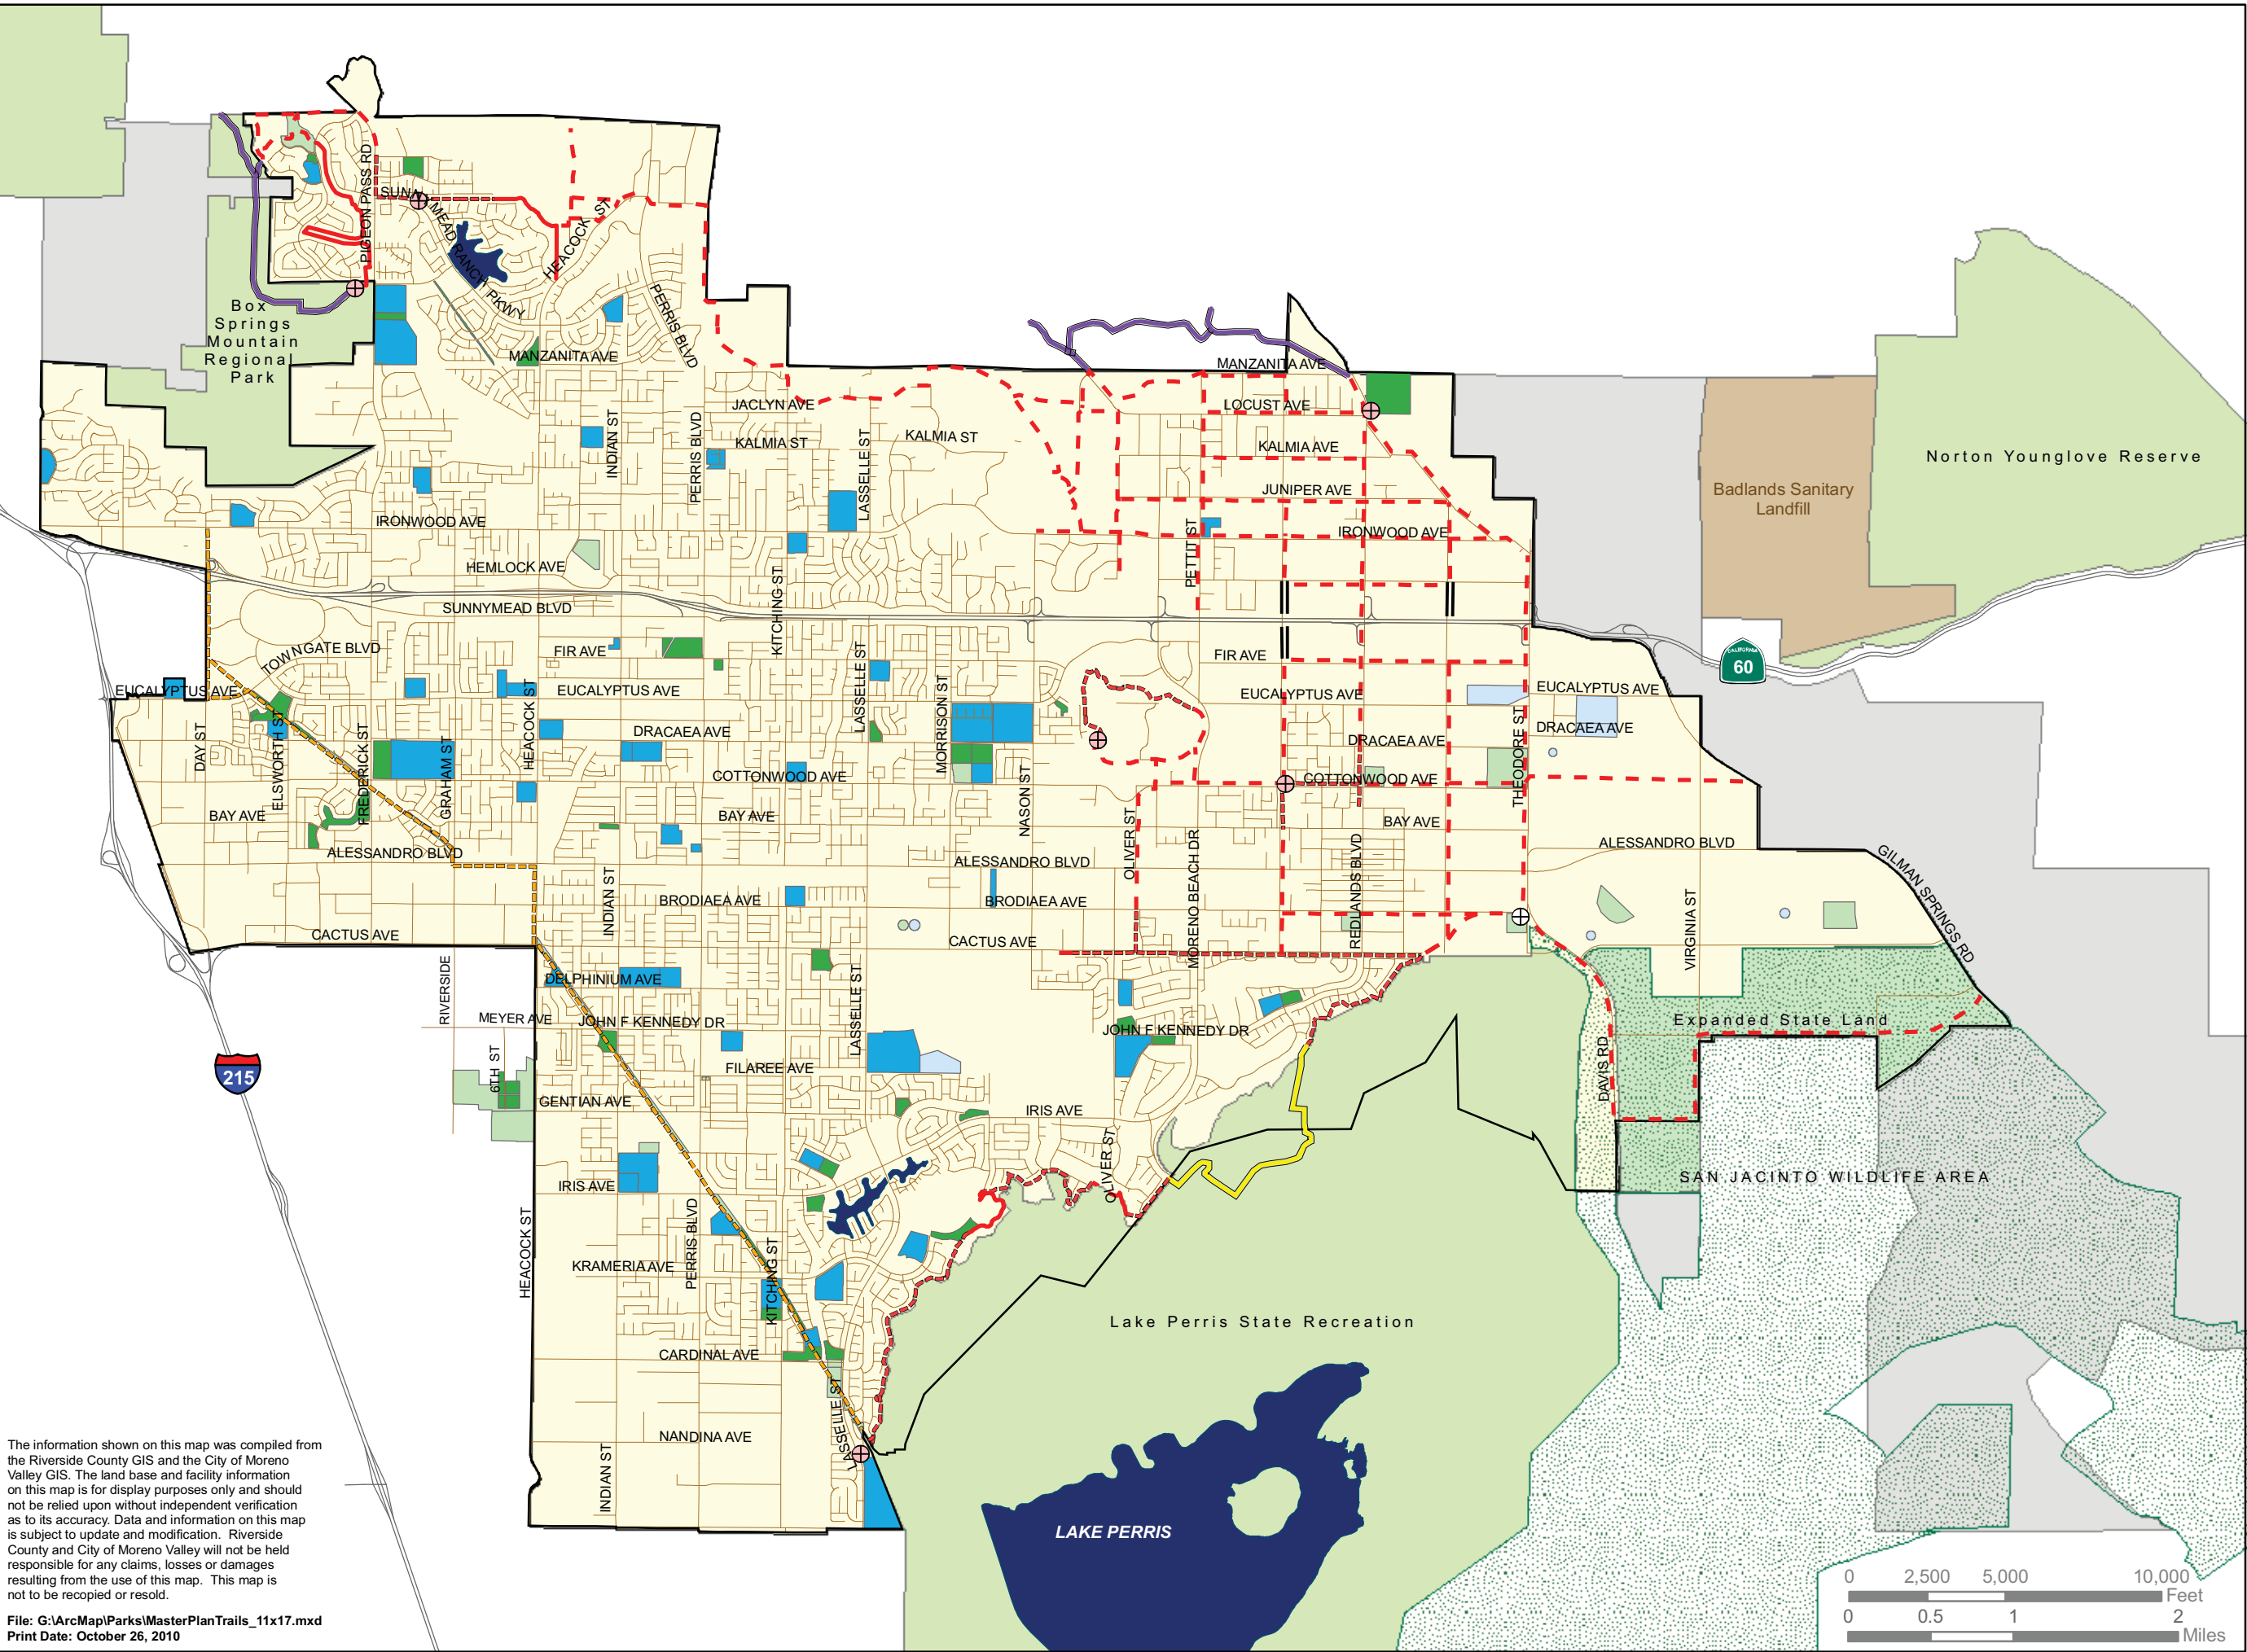 PIGEON PASS RD
SUNNYMEAD RANCH PKWY
HEACOCK ST
PERRIS BLVD
Box
Springs
Mountain
Regional
Park
MANZANITA AVE
MANZANITA AVE
JACLYN AVE
LOCUST AVE
INDIAN ST
PERRIS BLVD
KALMIA ST
LASSELLE ST
KALMIA ST
KALMIA AVE
Norton Younglove Reserve
Badlands Sanitary
Landfill
JUNIPER AVE
IRONWOOD AVE
PETTIT ST
IRONWOOD AVE
HEMLOCK AVE
KITCHING ST
SUNNYMEAD BLVD
TOWNGATE BLVD
FIR AVE
FIR AVE
CALIFORNIA
60
EUCALYPTUS AVE
EUCALYPTUS AVE
LASSELLE ST
MORRISON ST
EUCALYPTUS AVE
EUCALYPTUS AVE
DAY ST
ELSWORTH ST
FREDERICK ST
GRAHAM ST
HEACOCK ST
DRACAEA AVE
DRACAEA AVE
THEODORE ST
DRACAEA AVE
COTTONWOOD AVE
COTTONWOOD AVE
NASON ST
BAY AVE
BAY AVE
BAY AVE
OLIVER ST
MORENO BEACH DR
REDLANDS BLVD
ALESSANDRO BLVD
ALESSANDRO BLVD
ALESSANDRO BLVD
GILMAN SPRINGS RD
INDIAN ST
BRODIAEA AVE
BRODIAEA AVE
VIRGINIA ST
CACTUS AVE
CACTUS AVE
RIVERSIDE
DELPHINIUM AVE
LASSELLE ST
MEYER AVE
JOHN F KENNEDY DR
JOHN F KENNEDY DR
Expanded State Land
6TH ST
FILAREE AVE
DAVIS RD
215
GENTIAN AVE
IRIS AVE
OLIVER ST
SAN JACINTO WILDLIFE AREA
IRIS AVE
HEACOCK ST
PERRIS BLVD
KRAMERIA AVE
KITCHING ST
Lake Perris State Recreation
CARDINAL AVE
LASSELLE ST
NANDINA AVE
INDIAN ST
LAKE PERRIS
The information shown on this map was compiled from
the Riverside County GIS and the City of Moreno
Valley GIS. The land base and facility information
on this map is for display purposes only and should
not be relied upon without independent verification
as to its accuracy. Data and information on this map
is subject to update and modification. Riverside
County and City of Moreno Valley will not be held
responsible for any claims, losses or damages
resulting from the use of this map. This map is
not to be recopied or resold.
File: G:\ArcMap\Parks\MasterPlanTrails_11x17.mxd
Print Date: October 26, 2010
0 2,500 5,000 10,000
Feet
0 0.5 1 2
Miles